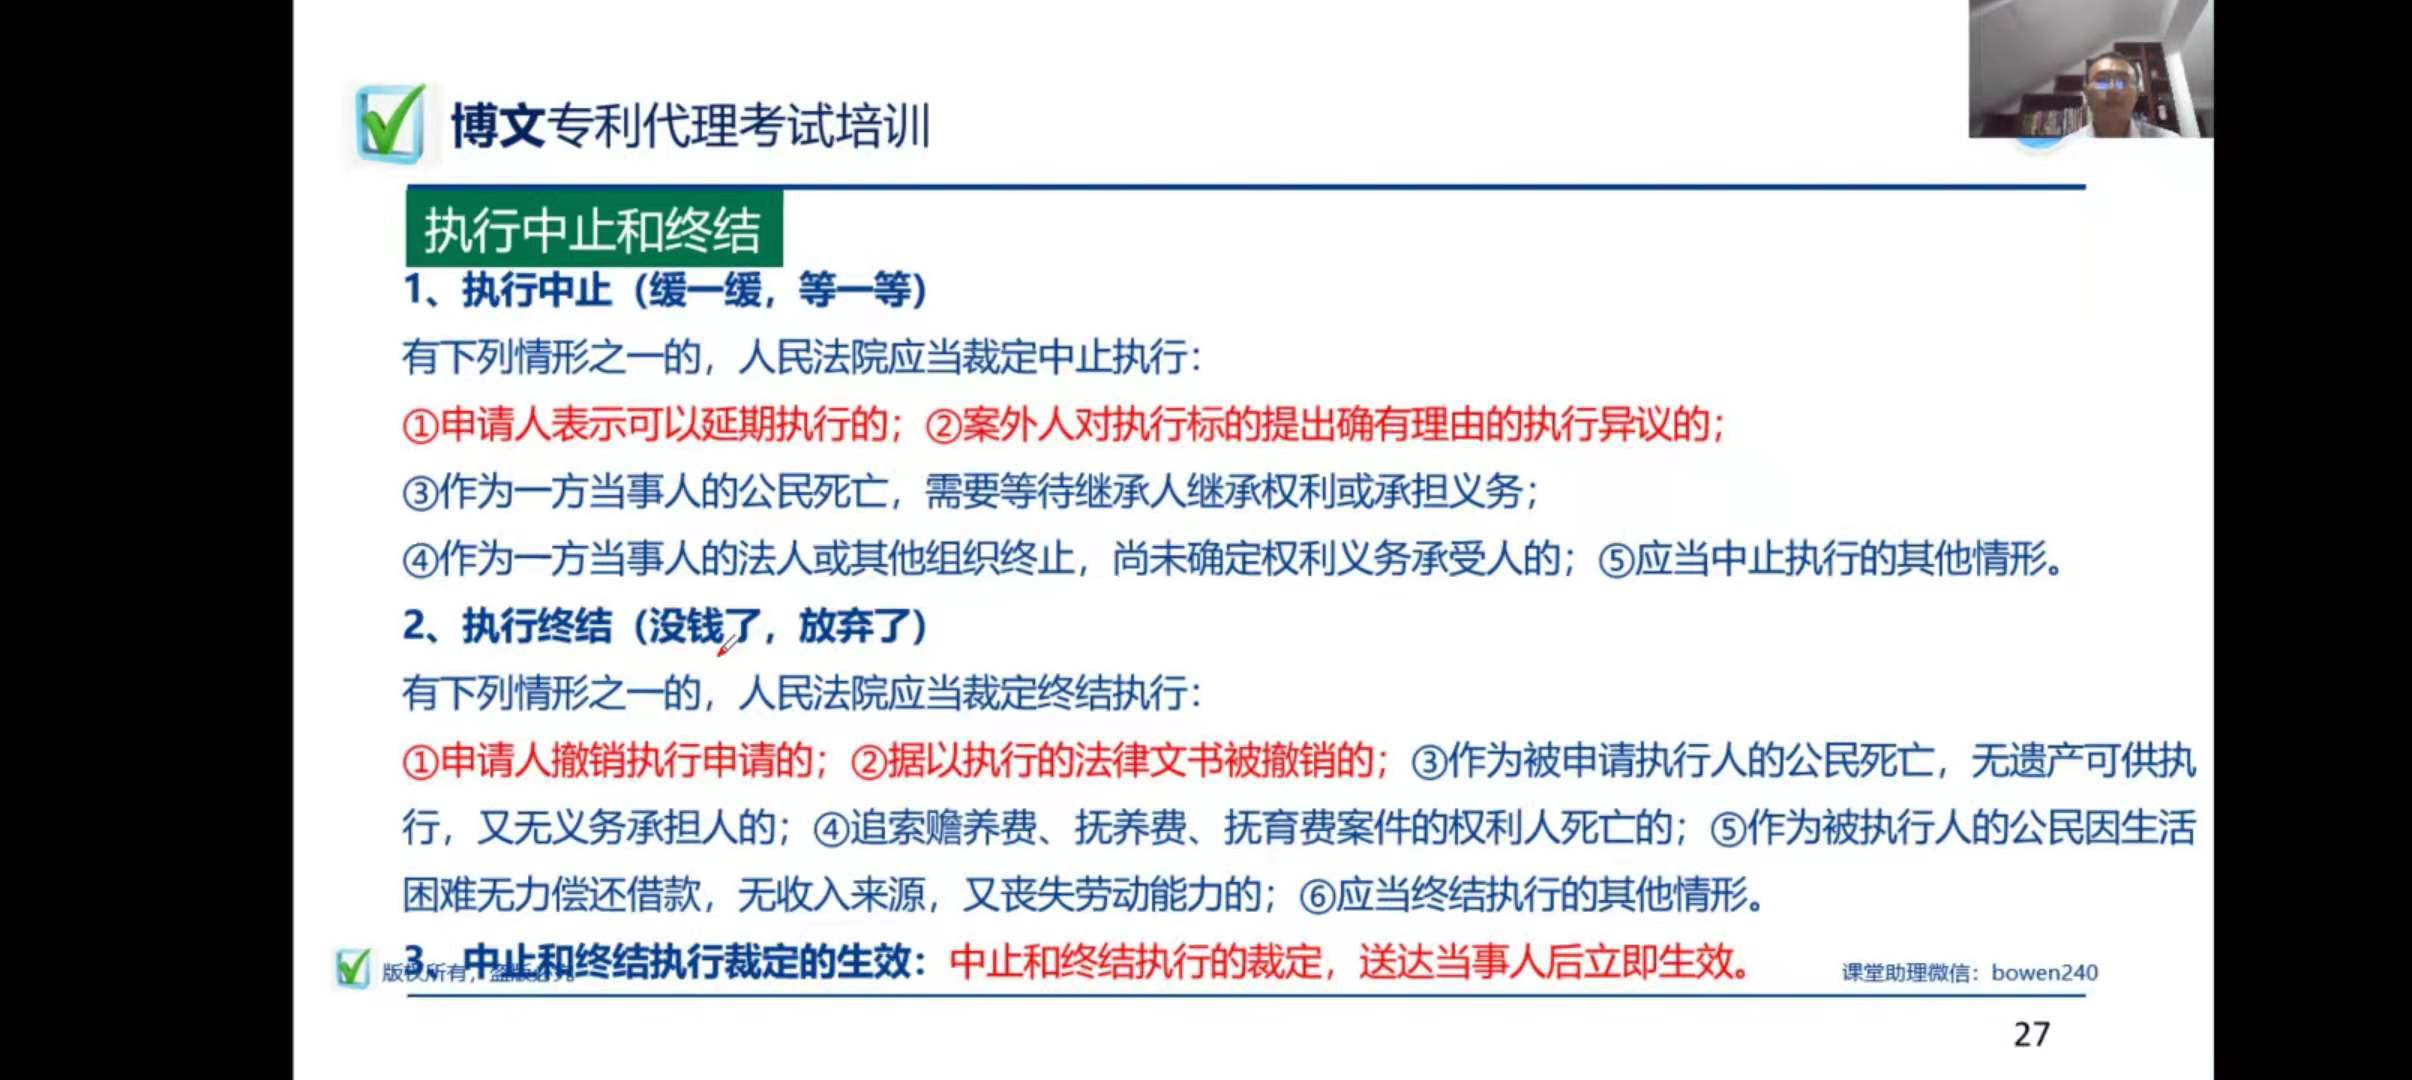 博文专利代理考试培训
执行中止和终结
1、执行中止（缓一缓，等一等）
有下列情形之一的，人民法院应当裁定中止执行：
①申请人表示可以延期执行的；②案外人对执行标的提出确有理由的执行异议的；
③作为一方当事人的公民死亡，需要等待继承人继承权利或承担义务；
④作为一方当事人的法人或其他组织终止，尚未确定权利义务承受人的；⑤应当中止执行的其他情形。
2、执行终结（没钱了，放弃了）
有下列情形之一的，人民法院应当裁定终结执行：
①申请人撤销执行申请的；②据以执行的法律文书被撤销的；③作为被申请执行人的公民死亡，无遗产可供执
行，又无义务承担人的；④追索赡养费、抚养费、抚育费案件的权利人死亡的；⑤作为被执行人的公民因生活
困难无力偿还借款，无收入来源，又丧失劳动能力的；⑥应当终结执行的其他情形。
3、中止和终结执行裁定的生效：中止和终结执行的裁定，送达当事人后立即生效。
版权所有，盗版必究
课堂助理微信：bowen240
27